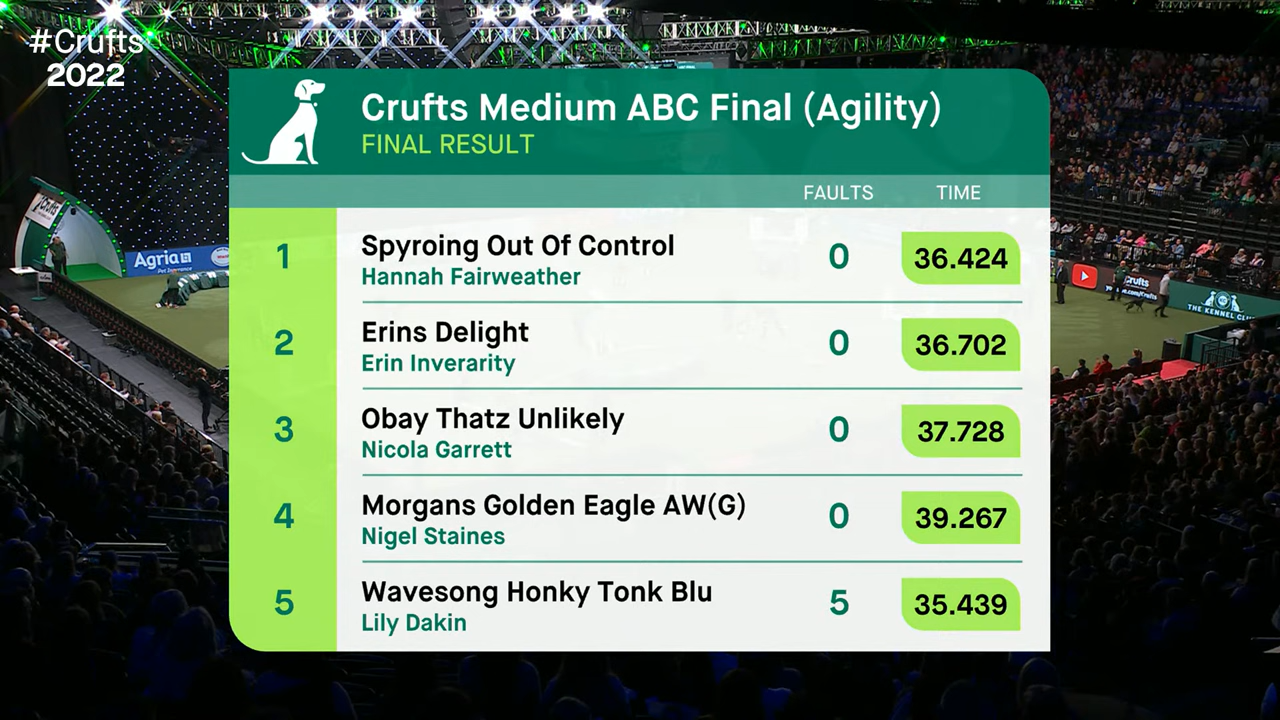 #Crufts
2022
Crufts Medium ABC Final (Agility)
FINAL RESULT
FAULTS TIME
1 Spyroing Out Of Control 0 36.424
Hannah Fairweather
2 Erins Delight 0 36.702
Erin Inverarity
3 Obay Thatz Unlikely 0 37.728
Nicola Garrett
4 Morgans Golden Eagle AW(G) 0 39.267
Nigel Staines
5 Wavesong Honky Tonk Blu 5 35.439
Lily Dakin
Crufts
Agria
Pet Insurance
Crufts
THE KENNEL